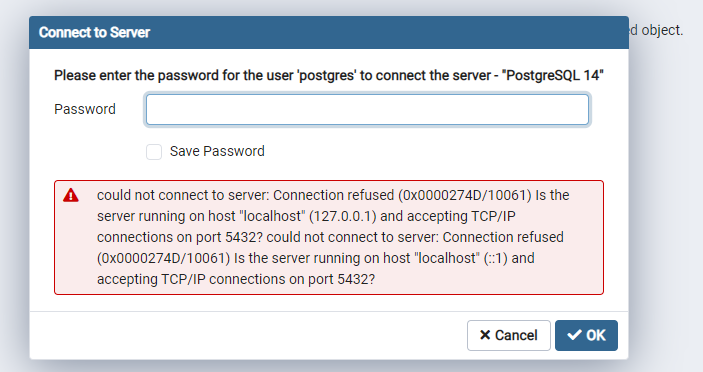 Connect to Server
d object.
Please enter the password for the user 'postgres' to connect the server - "PostgreSQL 14"
Password
Save Password
could not connect to server: Connection refused (0x0000274D/10061) Is the
server running on host "localhost" (127.0.0.1) and accepting TCP/IP
connections on port 5432? could not connect to server: Connection refused
(0x0000274D/10061) Is the server running on host "localhost" (::1) and
accepting TCP/IP connections on port 5432?
Cancel
OK